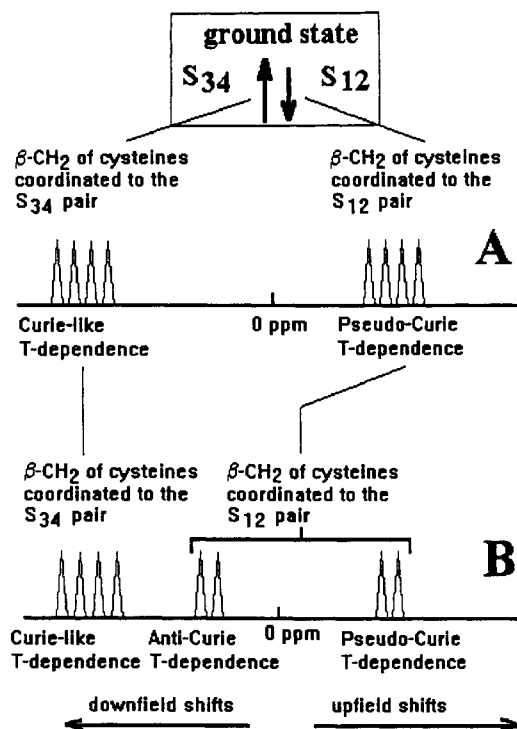 ground state
S34 S12
β-CH2 of cysteines
coordinated to the
S34 pair
β-CH2 of cysteines
coordinated to the
S12 pair
A
0 ppm
Curie-like
T-dependence
Pseudo-Curie
T-dependence
β-CH2 of cysteines
coordinated to the
S34 pair
β-CH2 of cysteines
coordinated to the
S12 pair
B
0 ppm
Curie-like
T-dependence
Anti-Curie
T-dependence
Pseudo-Curie
T-dependence
downfield shifts
upfield shifts